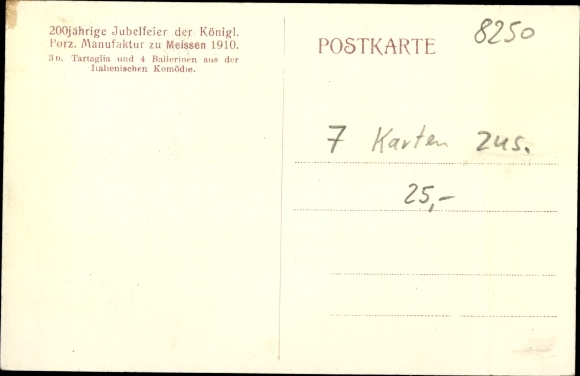 200jährige Jubelfeier der Königl.
Porz. Manufaktur zu Meissen 1910.
3b. Tartaglia und 4 Ballerinen aus der
Italienischen Komödie.
POSTKARTE
8250
7 Karten zus.
25,-